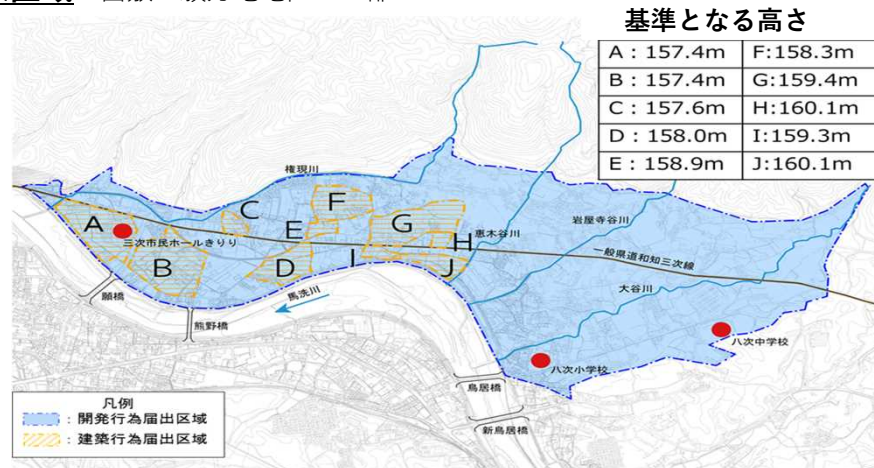 基準となる高さ
A：157.4m F:158.3m
B：157.4m G:159.4m
C：157.6m H:160.1m
D：158.0m I:159.3m
E：158.9m J:160.1m
権現川
F
C
A
G
岩屋寺谷川
E
恵木谷川
H
三次市民ホールきりり
一般県道和知三次線
B
D
I
J
大谷川
馬洗川
願橋
熊野橋
八次中学校
八次小学校
鳥居橋
新鳥居橋
凡例
：開発行為届出区域
：建築行為届出区域